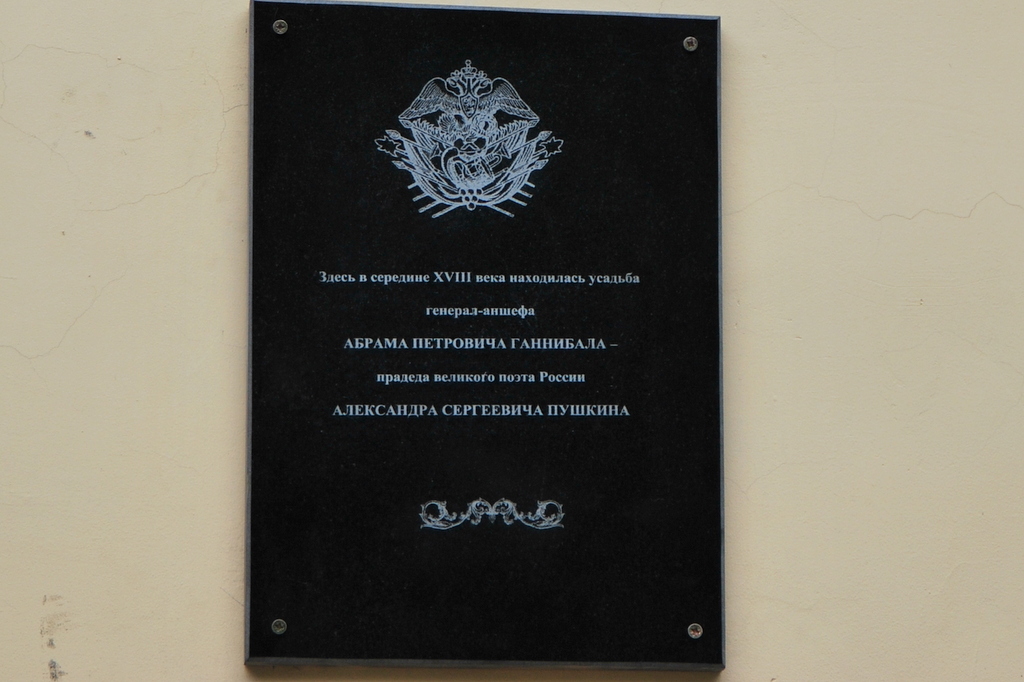 Здесь в середине XVIII века находилась усадьба
генерал-аншефа
АБРАМА ПЕТРОВИЧА ГАННИБАЛА –
прадеда великого поэта России
АЛЕКСАНДРА СЕРГЕЕВИЧА ПУШКИНА